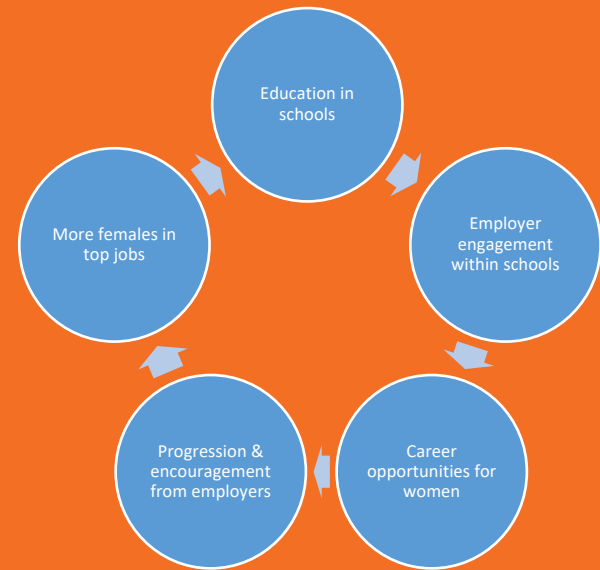 Education in
schools
Employer
engagement
within schools
Career
opportunities for
women
Progression &
encouragement
from employers
More females in
top jobs